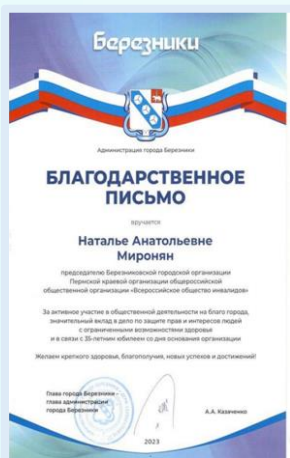 Березники
Администрация города Березники
БЛАГОДАРСТВЕННОЕ
ПИСЬМО
вручается
Наталье Анатольевне
Миронян
председателю Березниковской городской организации
Пермской краевой организации общероссийской
общественной организации «Всероссийское общество инвалидов»
За активное участие в общественной деятельности на благо города,
значительный вклад в дело по защите прав и интересов людей
с ограниченными возможностями здоровья
и в связи с 35-летним юбилеем со дня основания организации
Желаем крепкого здоровья, благополучия, новых успехов и достижений!
Глава города Березники -
глава администрации
города Березники
А.А. Казаченко
2023